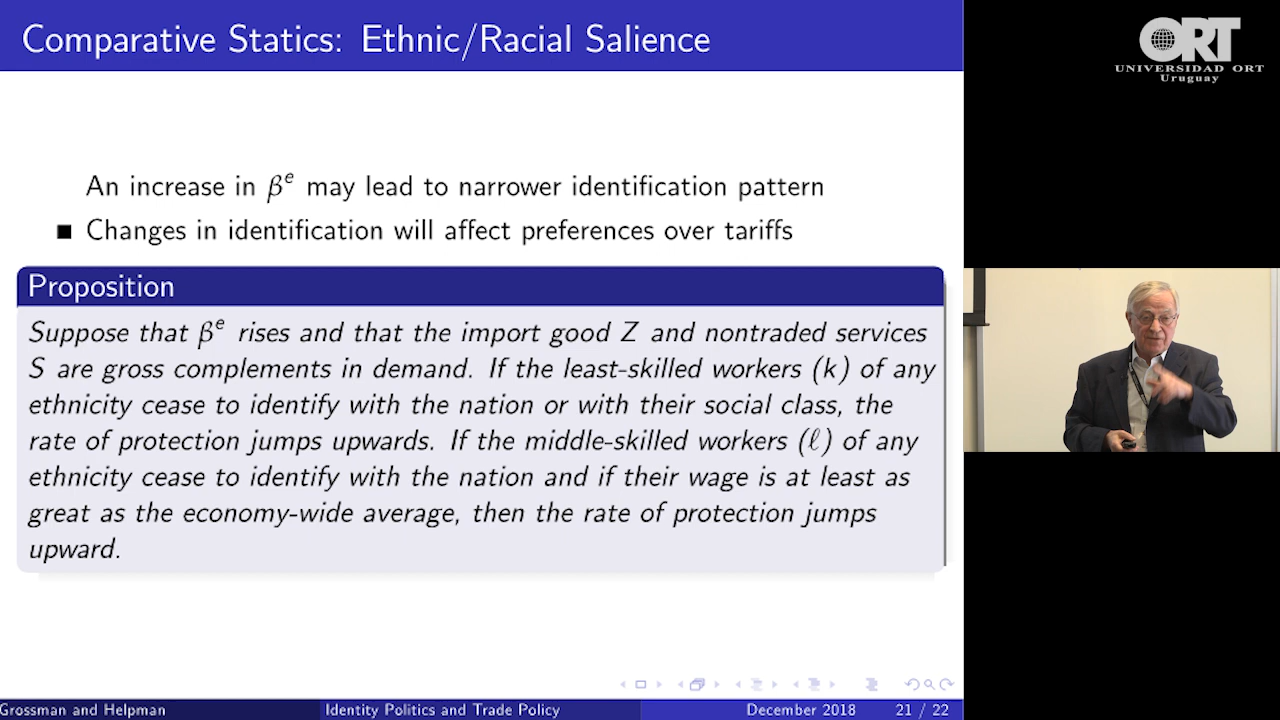 Comparative Statics: Ethnic/Racial Salience
ORT
UNIVERSIDAD ORT
Uruguay
An increase in βᵉ may lead to narrower identification pattern
■ Changes in identification will affect preferences over tariffs
Proposition
Suppose that βᵉ rises and that the import good Z and nontraded services
S are gross complements in demand. If the least-skilled workers (k) of any
ethnicity cease to identify with the nation or with their social class, the
rate of protection jumps upwards. If the middle-skilled workers (ℓ) of any
ethnicity cease to identify with the nation and if their wage is at least as
great as the economy-wide average, then the rate of protection jumps
upward.
Grossman and Helpman Identity Politics and Trade Policy December 2018 21 / 22